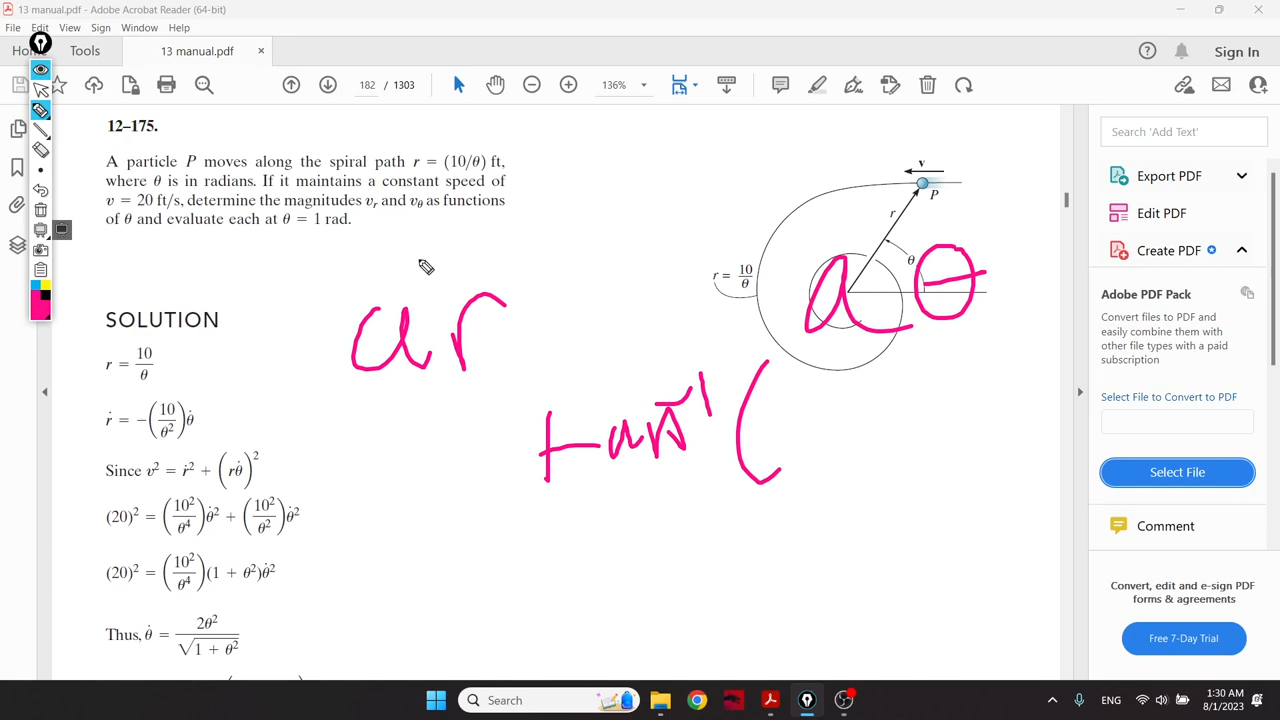 13 manual.pdf - Adobe Acrobat Reader (64-bit)
File Edit View Sign Window Help
Home Tools 13 manual.pdf × Sign In
182 / 1303 136%
12–175.
A particle P moves along the spiral path r = (10/θ) ft,
where θ is in radians. If it maintains a constant speed of
v = 20 ft/s, determine the magnitudes vᵣ and v_θ as functions
of θ and evaluate each at θ = 1 rad.
v
P
r
θ
r = 10/θ
a θ
a r
tan⁻¹ (
SOLUTION
r = 10/θ
ṙ = −(10/θ²)θ̇
Since v² = ṙ² + (rθ̇)²
(20)² = (10²/θ⁴)θ̇² + (10²/θ²)θ̇²
(20)² = (10²/θ⁴)(1 + θ²)θ̇²
Thus, θ̇ = 2θ²/√(1 + θ²)
Search 'Add Text'
Export PDF
Edit PDF
Create PDF
Adobe PDF Pack
Convert files to PDF and
easily combine them with
other file types with a paid
subscription
Select File to Convert to PDF
Select File
Comment
Convert, edit and e-sign PDF
forms & agreements
Free 7-Day Trial
Search
ENG
1:30 AM
8/1/2023